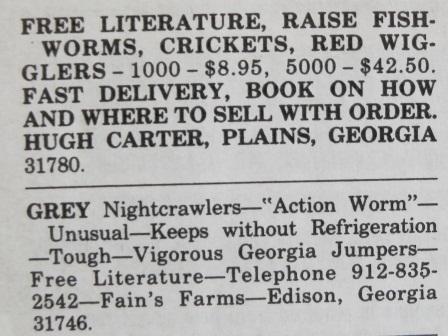 FREE LITERATURE, RAISE FISH-
WORMS, CRICKETS, RED WIG-
GLERS – 1000 – $8.95, 5000 – $42.50.
FAST DELIVERY, BOOK ON HOW
AND WHERE TO SELL WITH ORDER.
HUGH CARTER, PLAINS, GEORGIA
31780.
GREY Nightcrawlers—"Action Worm"—
Unusual—Keeps without Refrigeration
—Tough—Vigorous Georgia Jumpers—
Free Literature—Telephone 912-835-
2542—Fain's Farms—Edison, Georgia
31746.